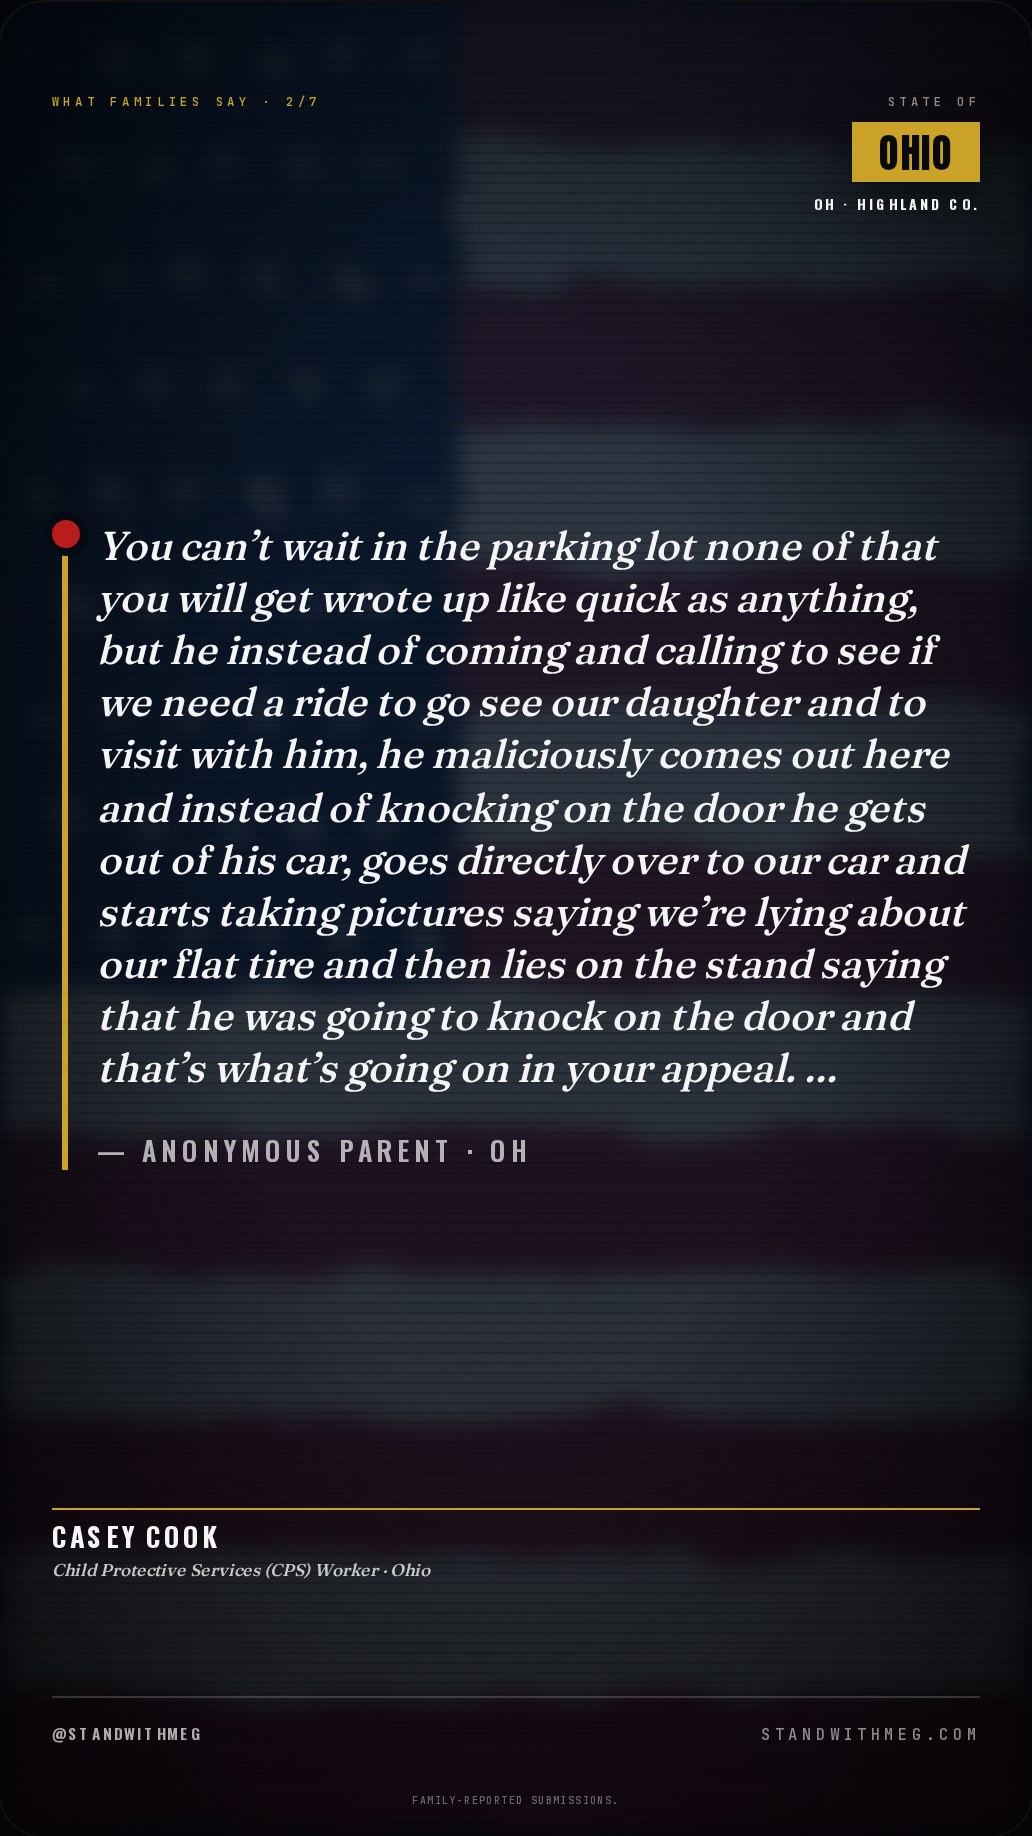 WHAT FAMILIES SAY · 2/7
STATE OF
OHIO
OH · HIGHLAND CO.
You can’t wait in the parking lot none of that
you will get wrote up like quick as anything,
but he instead of coming and calling to see if
we need a ride to go see our daughter and to
visit with him, he maliciously comes out here
and instead of knocking on the door he gets
out of his car, goes directly over to our car and
starts taking pictures saying we’re lying about
our flat tire and then lies on the stand saying
that he was going to knock on the door and
that’s what’s going on in your appeal. ...
— ANONYMOUS PARENT · OH
CASEY COOK
Child Protective Services (CPS) Worker · Ohio
@STANDWITHMEG
STANDWITHMEG.COM
FAMILY-REPORTED SUBMISSIONS.